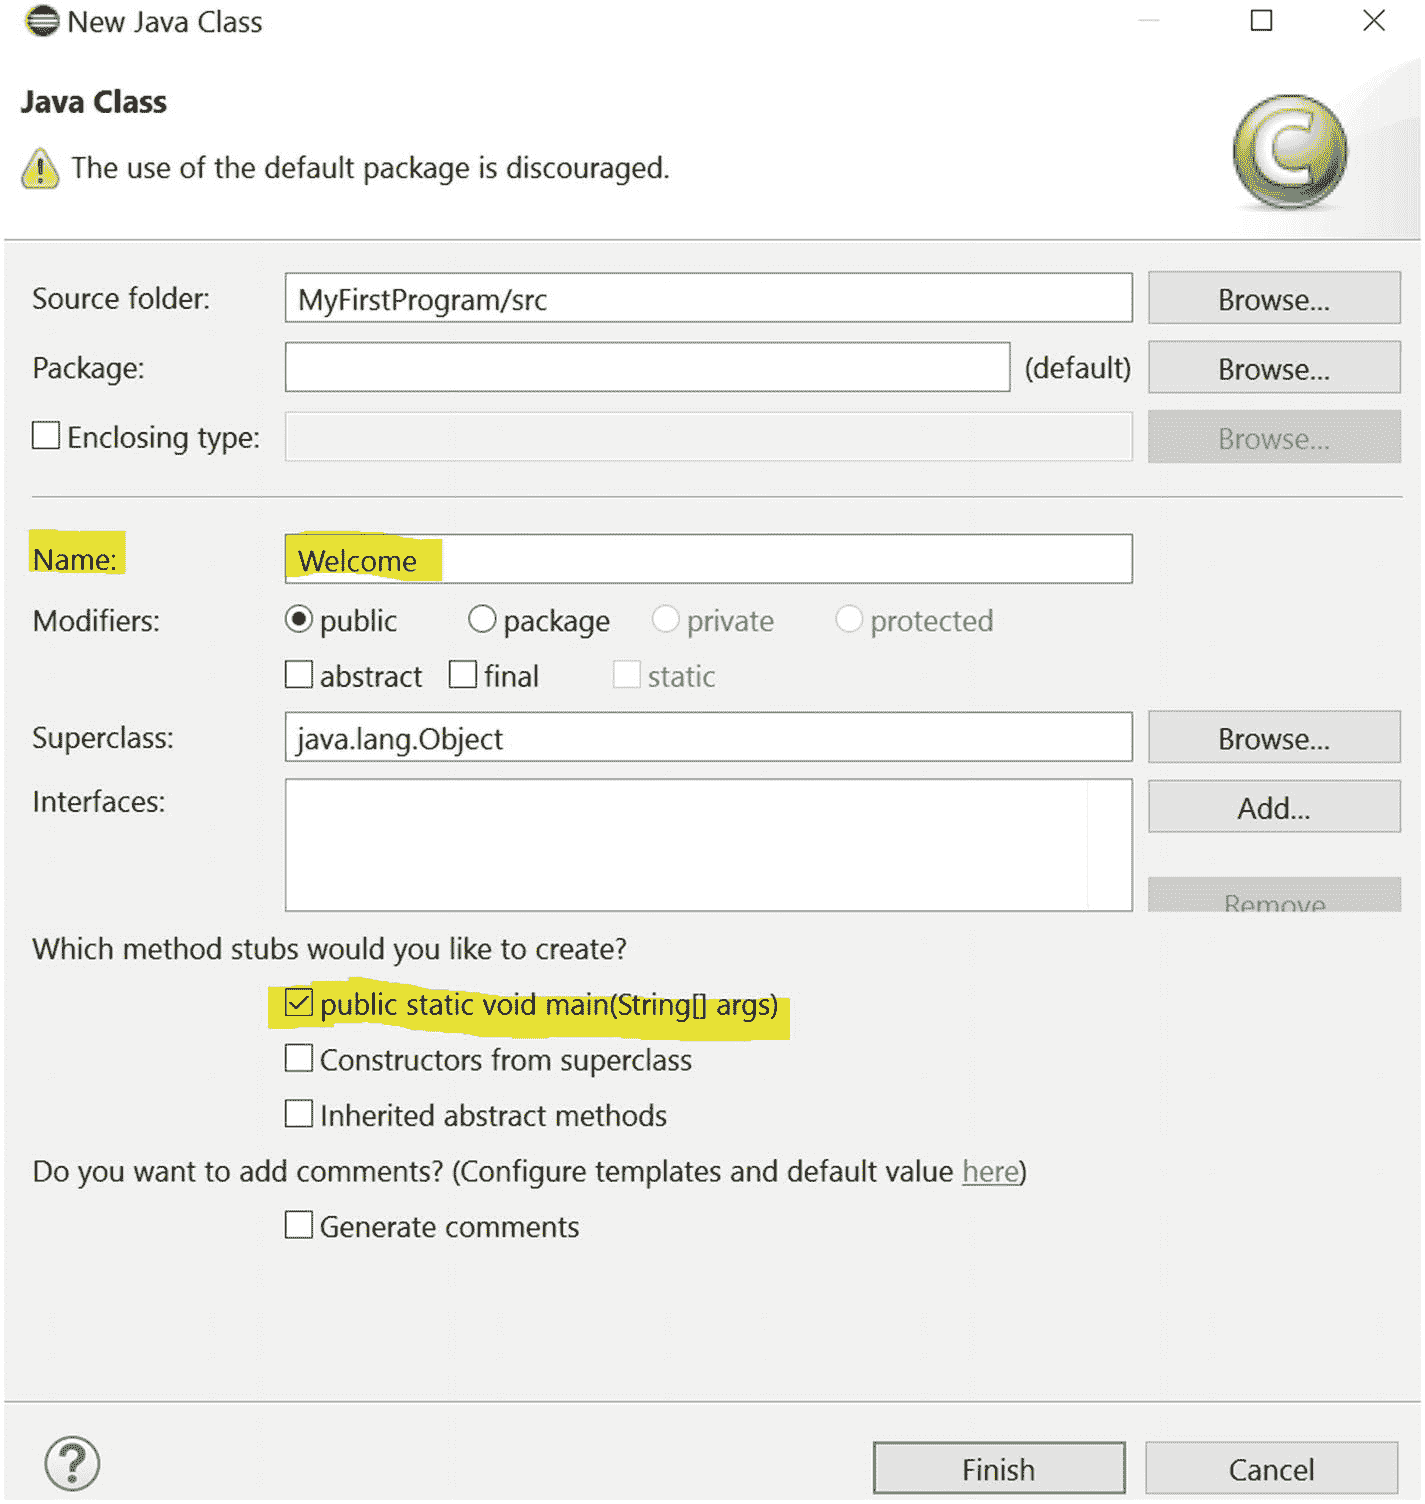 New Java Class
Java Class
The use of the default package is discouraged.
C
Source folder: MyFirstProgram/src Browse...
Package: (default) Browse...
Enclosing type: Browse...
Name: Welcome
Modifiers: public package private protected
abstract final static
Superclass: java.lang.Object Browse...
Interfaces: Add...
Remove
Which method stubs would you like to create?
public static void main(String[] args)
Constructors from superclass
Inherited abstract methods
Do you want to add comments? (Configure templates and default value here)
Generate comments
? Finish Cancel